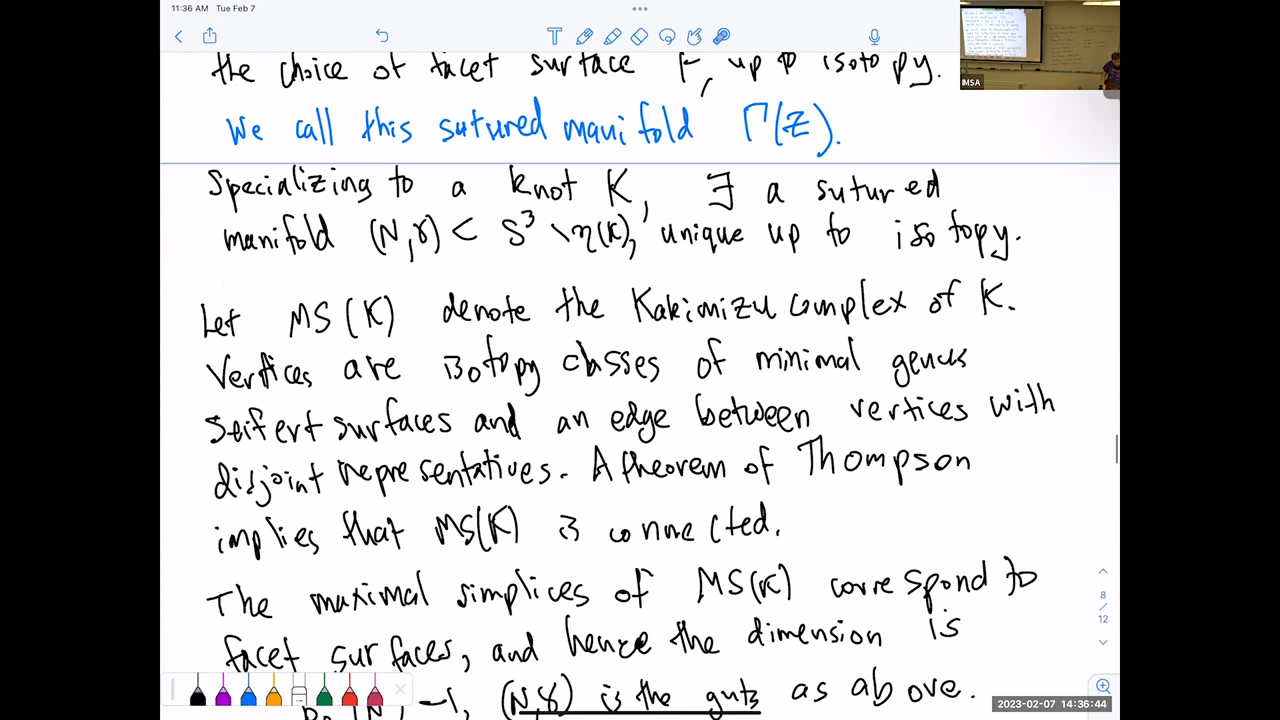 11:36 AM Tue Feb 7
the choice of facet surface F, up to isotopy.
We call this sutured manifold Γ(z).
Specializing to a knot K, ∃ a sutured
manifold (N,γ) ⊂ S³ \ η(K), unique up to isotopy.
Let MS(K) denote the Kakimizu complex of K.
Vertices are isotopy classes of minimal genus
Seifert surfaces and an edge between vertices with
disjoint representatives. A theorem of Thompson
implies that MS(K) is connected.
The maximal simplices of MS(K) correspond to
facet surfaces, and hence the dimension is
-1, (N,γ) is the guts as above.
IMSA
8
/
12
2023-02-07 14:36:44